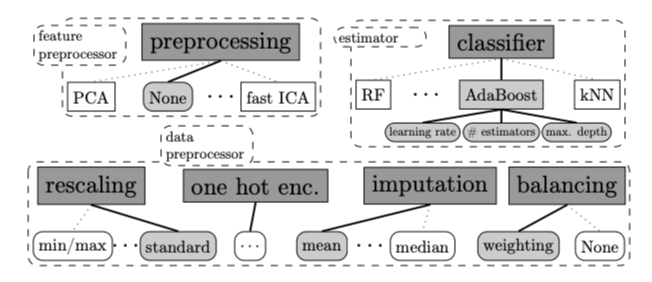 feature
preprocessor
preprocessing
PCA
None
...
fast ICA
estimator
classifier
RF
...
AdaBoost
kNN
learning rate
# estimators
max. depth
data
preprocessor
rescaling
one hot enc.
imputation
balancing
min/max
...
standard
...
mean
...
median
weighting
None